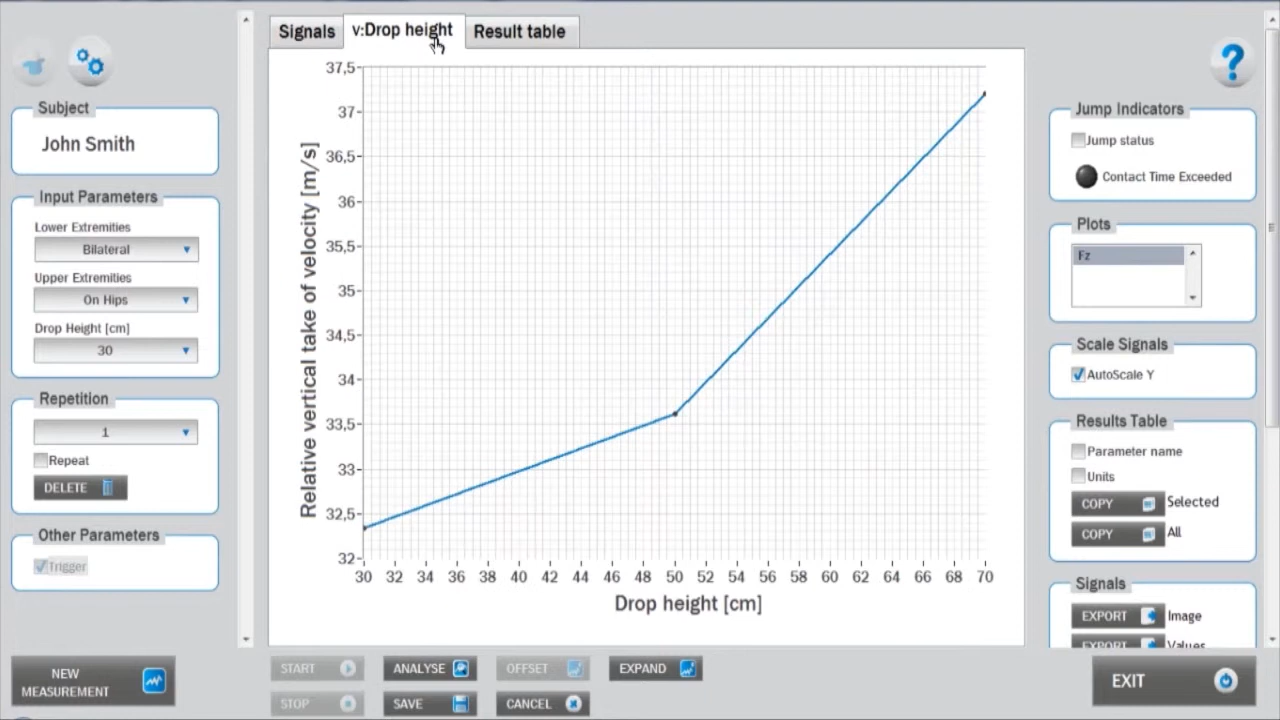 Signals
v:Drop height
Result table
?
Subject
John Smith
Input Parameters
Lower Extremities
Bilateral
Upper Extremities
On Hips
Drop Height [cm]
30
Repetition
1
Repeat
DELETE
Other Parameters
Trigger
NEW
MEASUREMENT
37,5
37
36,5
36
35,5
35
34,5
34
33,5
33
32,5
32
Relative vertical take of velocity [m/s]
30 32 34 36 38 40 42 44 46 48 50 52 54 56 58 60 62 64 66 68 70
Drop height [cm]
START
ANALYSE
OFFSET
EXPAND
STOP
SAVE
CANCEL
Jump Indicators
Jump status
Contact Time Exceeded
Plots
Fz
Scale Signals
AutoScale Y
Results Table
Parameter name
Units
COPY Selected
COPY All
Signals
EXPORT Image
EXPORT Values
EXIT